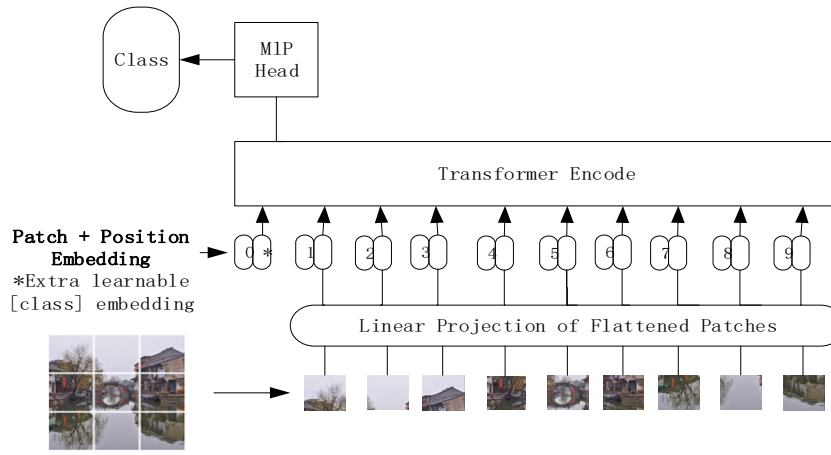 Class
MlP
Head
Transformer Encode
Patch + Position
Embedding
*Extra learnable
[class] embedding
0 * 1 2 3 4 5 6 7 8 9
Linear Projection of Flattened Patches